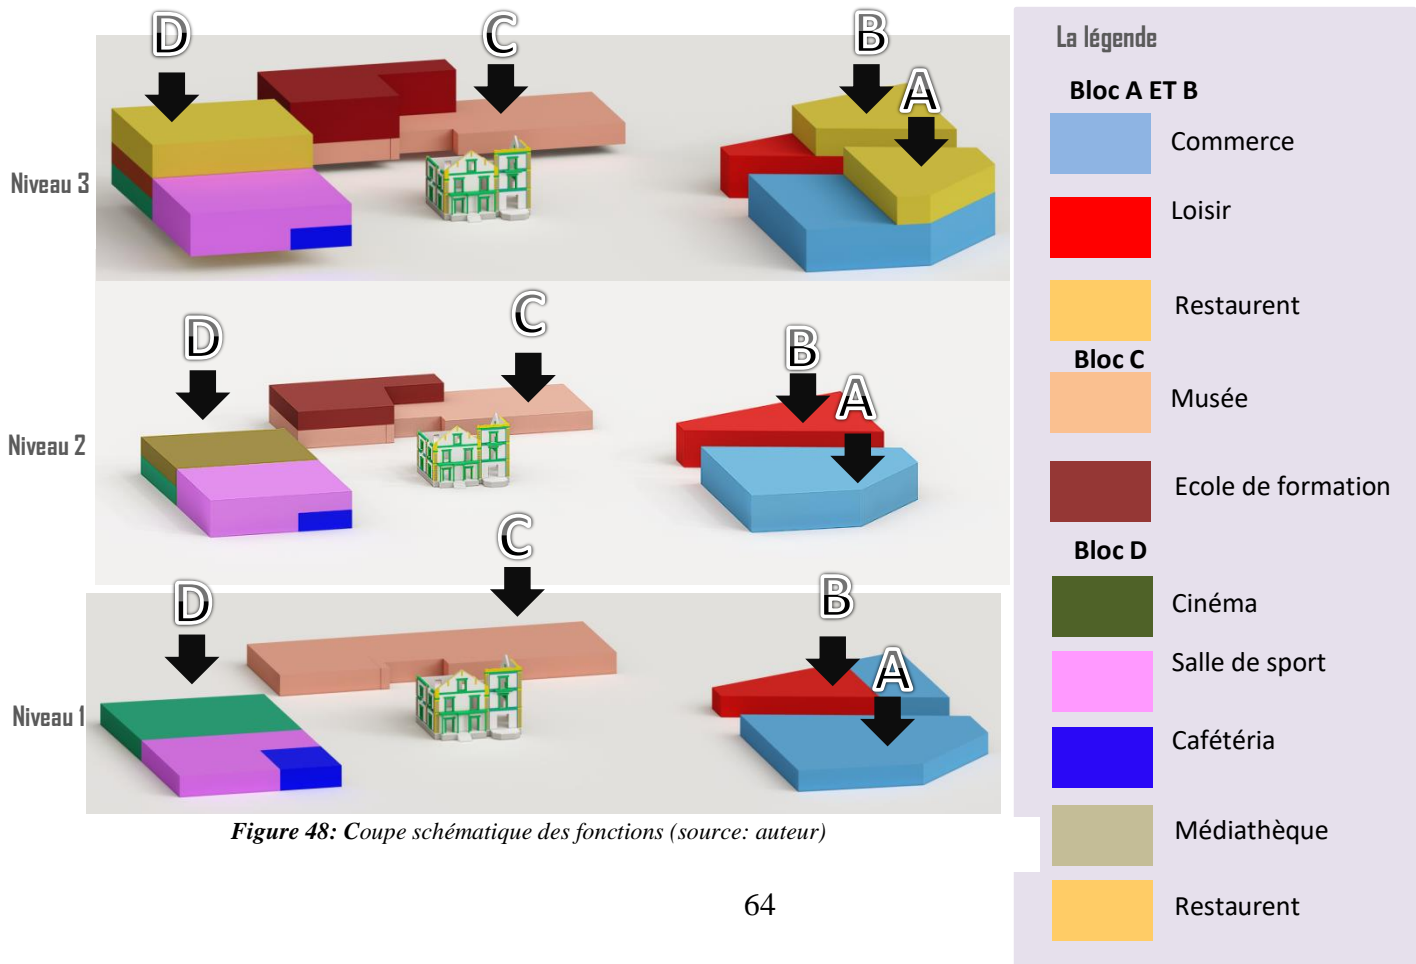 D
C
B
A
Niveau 3
D
C
B
A
Niveau 2
D
C
B
A
Niveau 1
La légende
Bloc A ET B
Commerce
Loisir
Restaurent
Bloc C
Musée
Ecole de formation
Bloc D
Cinéma
Salle de sport
Cafétéria
Médiathèque
Restaurent
Figure 48: Coupe schématique des fonctions (source: auteur)
64